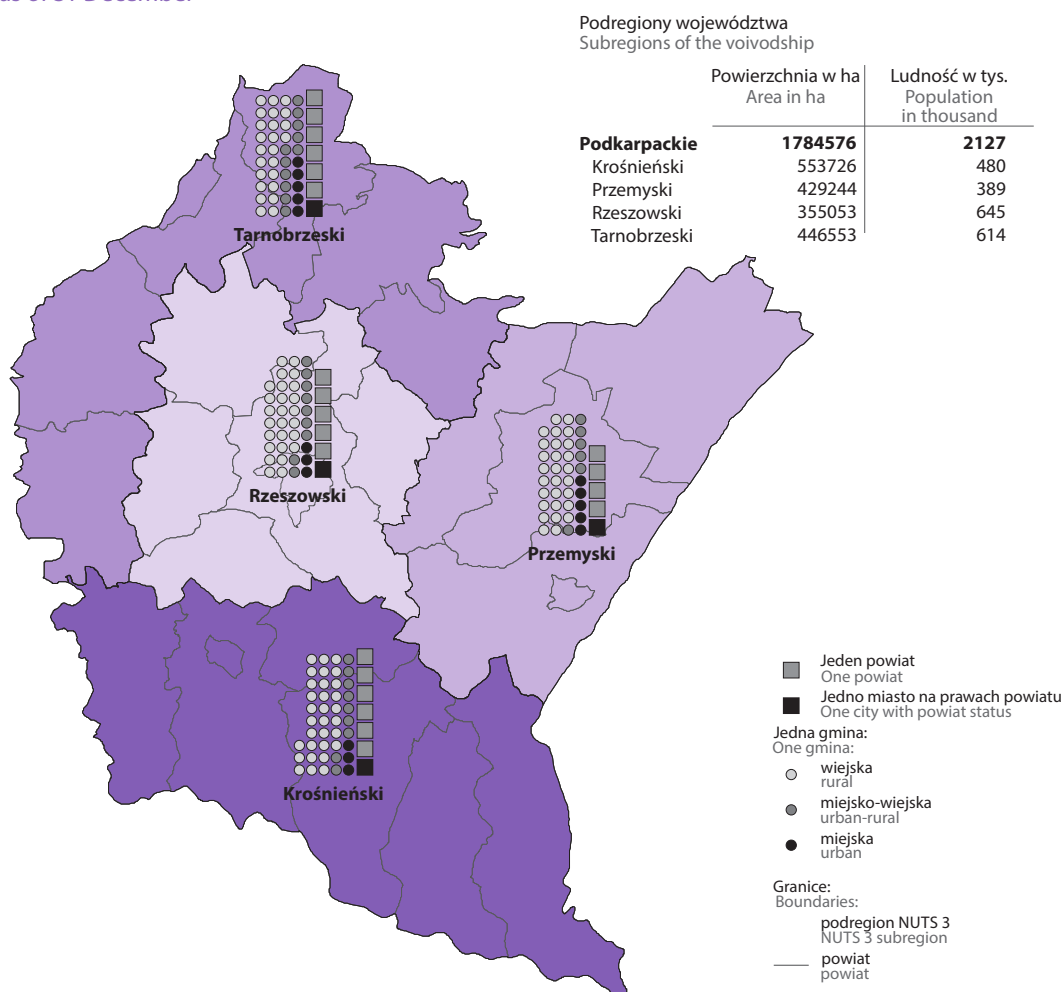 Podregiony województwa
Subregions of the voivodship
Powierzchnia w ha Ludność w tys.
Area in ha Population
in thousand
Podkarpackie 1784576 2127
Krośnieński 553726 480
Przemyski 429244 389
Rzeszowski 355053 645
Tarnobrzeski 446553 614
Tarnobrzeski
Rzeszowski
Przemyski
Krośnieński
Jeden powiat
One powiat
Jedno miasto na prawach powiatu
One city with powiat status
Jedna gmina:
One gmina:
wiejska
rural
miejsko-wiejska
urban-rural
miejska
urban
Granice:
Boundaries:
podregion NUTS 3
NUTS 3 subregion
powiat
powiat